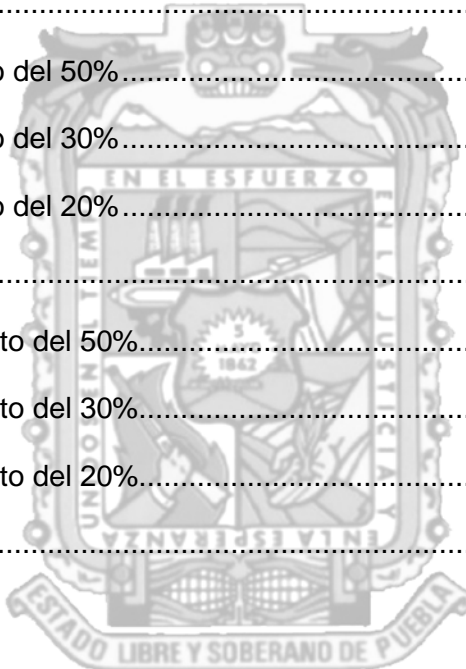 ................................................
o del 50%...................................
o del 30%...................................
o del 20%...................................
................................................
to del 50%.................................
to del 30%.................................
to del 20%.................................
................................................
UNIDOS EN EL TIEMPO
EN EL ESFUERZO
EN LA JUSTICIA Y
EN LA ESPERANZA
5
1862
ESTADO LIBRE Y SOBERANO DE PUEBLA